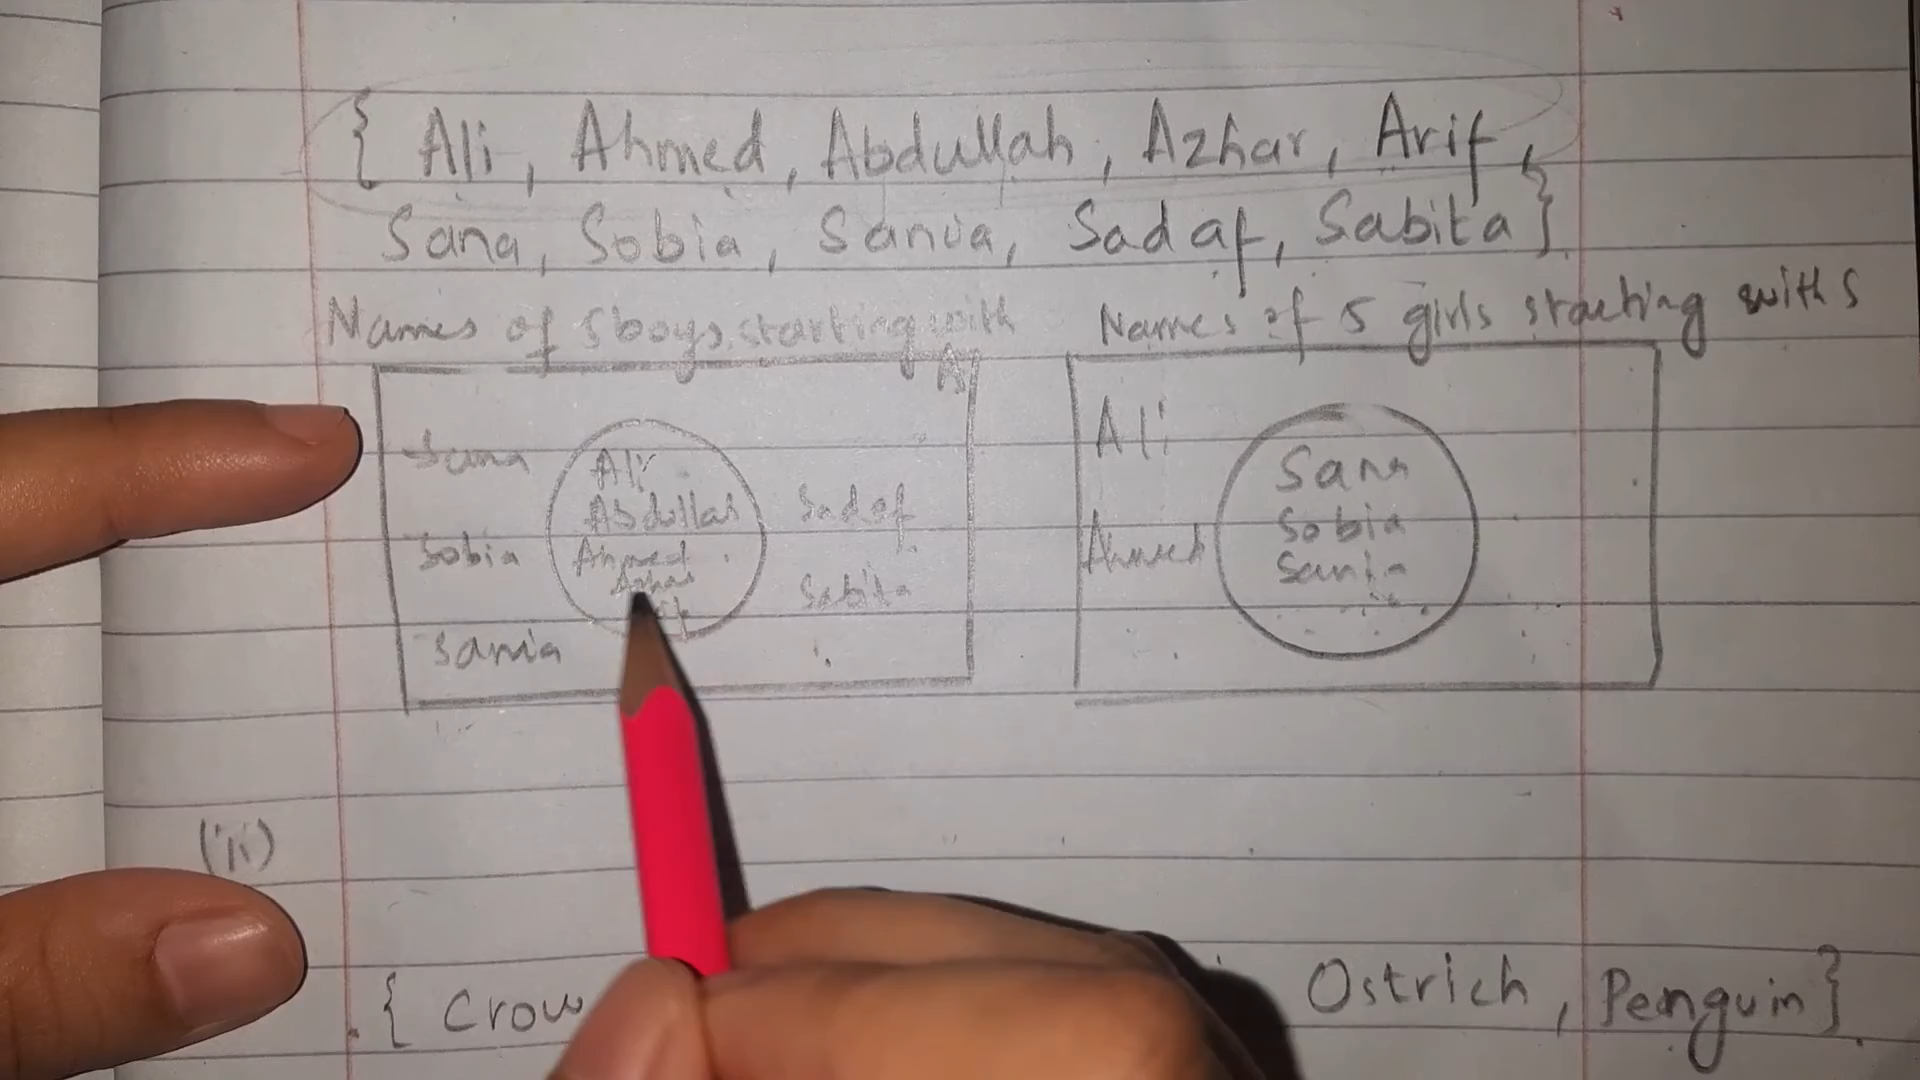 { Ali, Ahmed, Abdullah, Azhar, Arif,
Sana, Sobia, Sania, Sadaf, Sabita}
Names of 5 boys starting with A
Names of 5 girls starting with S
Sana
Sobia
Sania
Ali
Abdullah
Ahmed
Azhar
Sadaf
Sabita
Ali
Ahmed
Sana
Sobia
Sania
(ii)
{ Crow
Ostrich, Penguin}